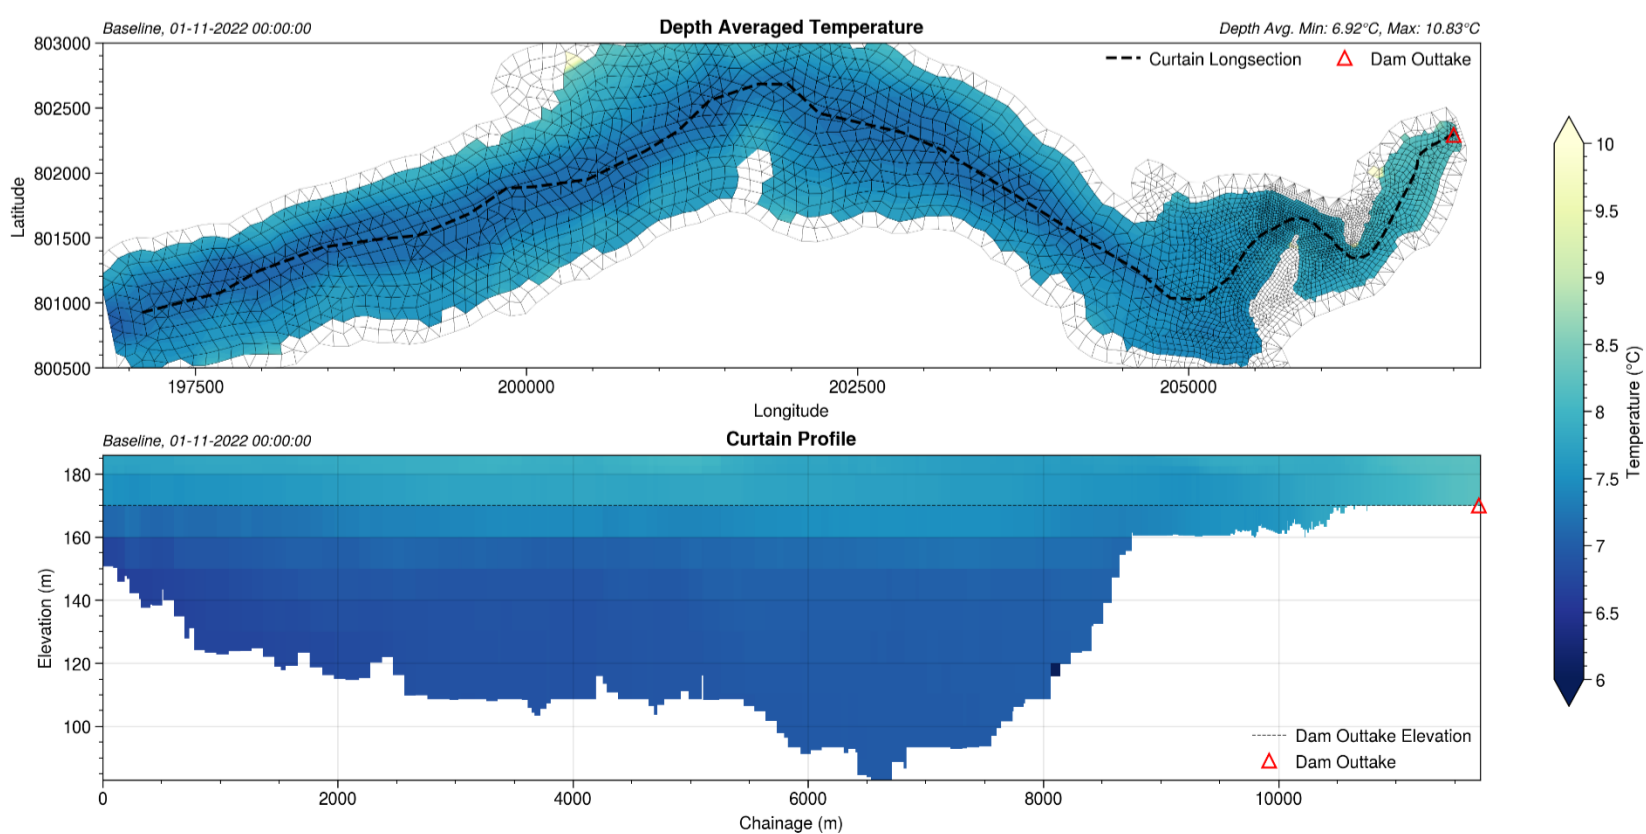 Baseline, 01-11-2022 00:00:00
Depth Averaged Temperature
Depth Avg. Min: 6.92°C, Max: 10.83°C
Curtain Longsection
Dam Outtake
803000
802500
802000
801500
801000
800500
Latitude
197500
200000
202500
205000
Longitude
Baseline, 01-11-2022 00:00:00
Curtain Profile
180
160
140
120
100
Elevation (m)
Dam Outtake Elevation
Dam Outtake
0
2000
4000
6000
8000
10000
Chainage (m)
10
9.5
9
8.5
8
7.5
7
6.5
6
Temperature (°C)